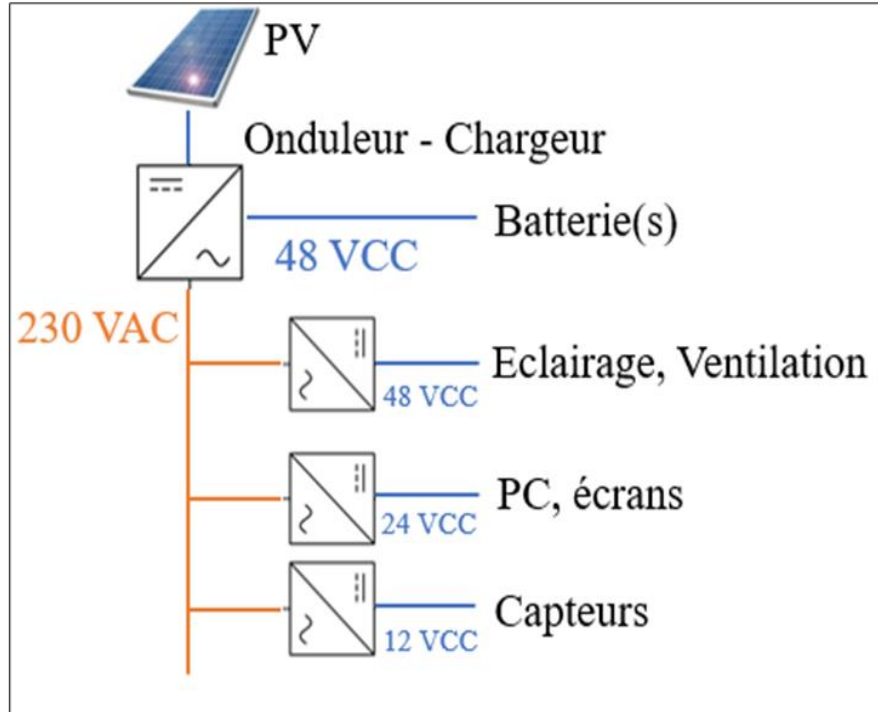 PV
Onduleur - Chargeur
Batterie(s)
48 VCC
230 VAC
Eclairage, Ventilation
48 VCC
PC, écrans
24 VCC
Capteurs
12 VCC